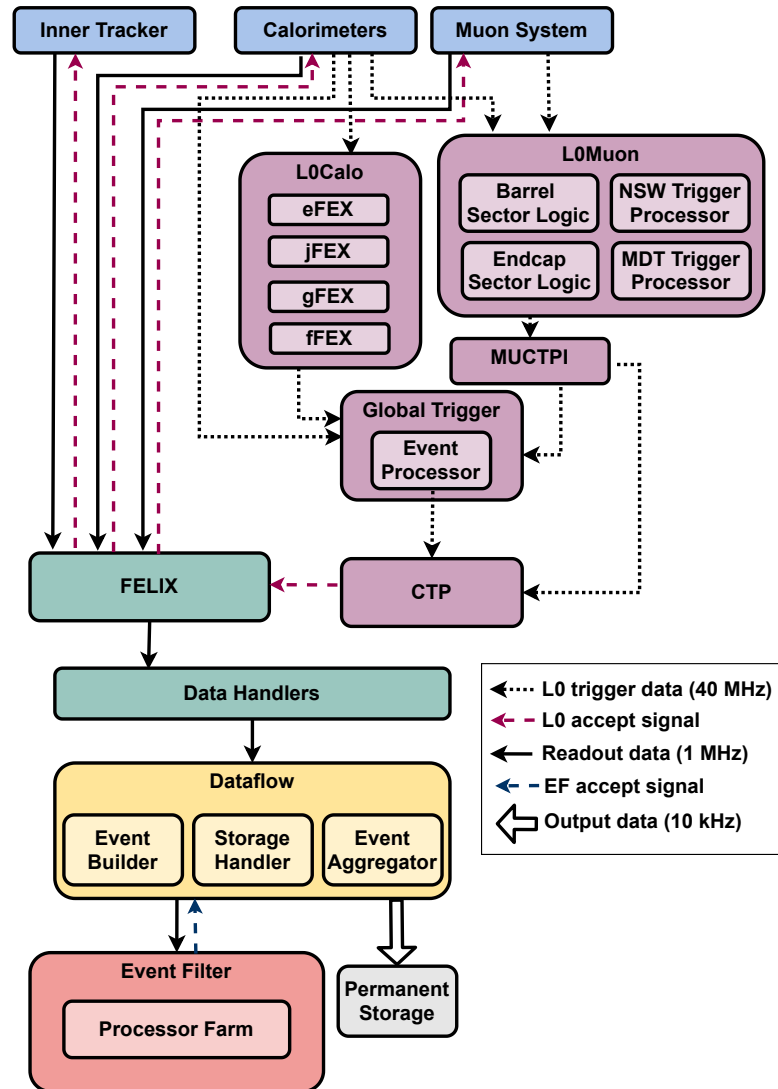 Inner Tracker
Calorimeters
Muon System
L0Calo
eFEX
jFEX
gFEX
fFEX
L0Muon
Barrel
Sector Logic
NSW Trigger
Processor
Endcap
Sector Logic
MDT Trigger
Processor
MUCTPI
Global Trigger
Event
Processor
FELIX
CTP
Data Handlers
Dataflow
Event
Builder
Storage
Handler
Event
Aggregator
Event Filter
Processor Farm
Permanent
Storage
L0 trigger data (40 MHz)
L0 accept signal
Readout data (1 MHz)
EF accept signal
Output data (10 kHz)